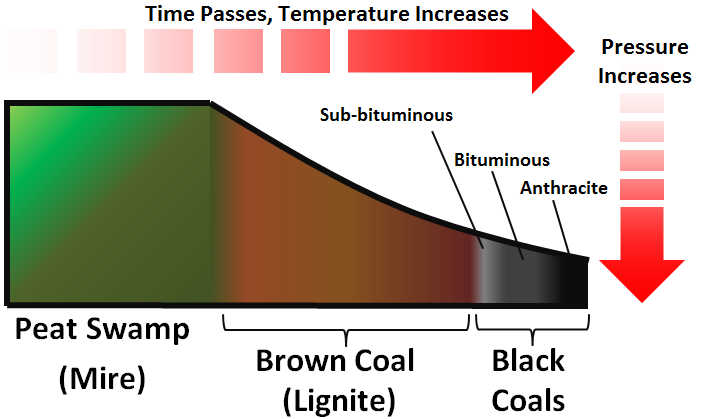 Time Passes, Temperature Increases
Pressure
Increases
Sub-bituminous
Bituminous
Anthracite
Peat Swamp
(Mire)
Brown Coal
(Lignite)
Black
Coals